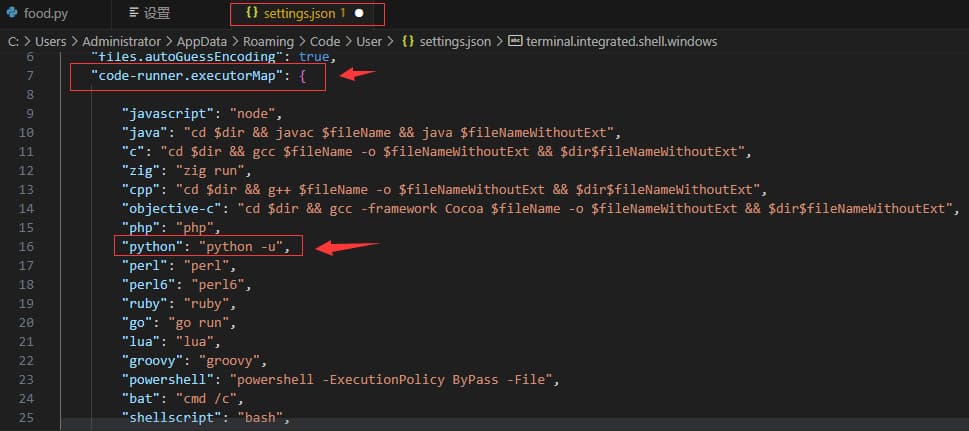 food.py 设置 {} settings.json 1
C: > Users > Administrator > AppData > Roaming > Code > User > {} settings.json > terminal.integrated.shell.windows
6 "files.autoGuessEncoding": true,
7 "code-runner.executorMap": {
8
9 "javascript": "node",
10 "java": "cd $dir && javac $fileName && java $fileNameWithoutExt",
11 "c": "cd $dir && gcc $fileName -o $fileNameWithoutExt && $dir$fileNameWithoutExt",
12 "zig": "zig run",
13 "cpp": "cd $dir && g++ $fileName -o $fileNameWithoutExt && $dir$fileNameWithoutExt",
14 "objective-c": "cd $dir && gcc -framework Cocoa $fileName -o $fileNameWithoutExt && $dir$fileNameWithoutExt",
15 "php": "php",
16 "python": "python -u",
17 "perl": "perl",
18 "perl6": "perl6",
19 "ruby": "ruby",
20 "go": "go run",
21 "lua": "lua",
22 "groovy": "groovy",
23 "powershell": "powershell -ExecutionPolicy ByPass -File",
24 "bat": "cmd /c",
25 "shellscript": "bash",